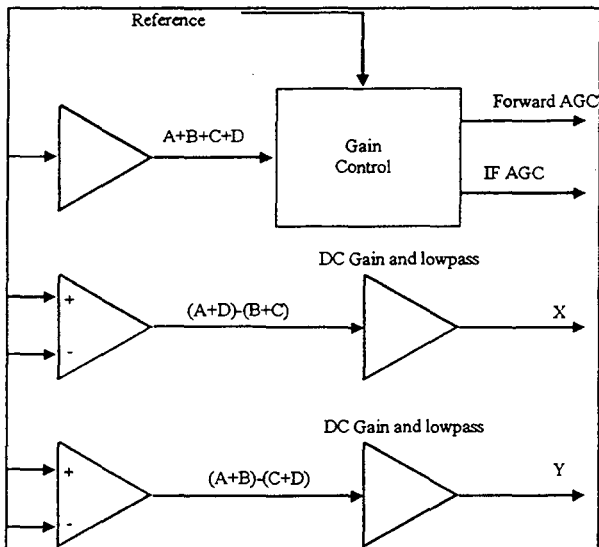 Reference
Forward AGC
A+B+C+D
Gain
Control
IF AGC
DC Gain and lowpass
+
(A+D)-(B+C)
X
-
DC Gain and lowpass
+
(A+B)-(C+D)
Y
-